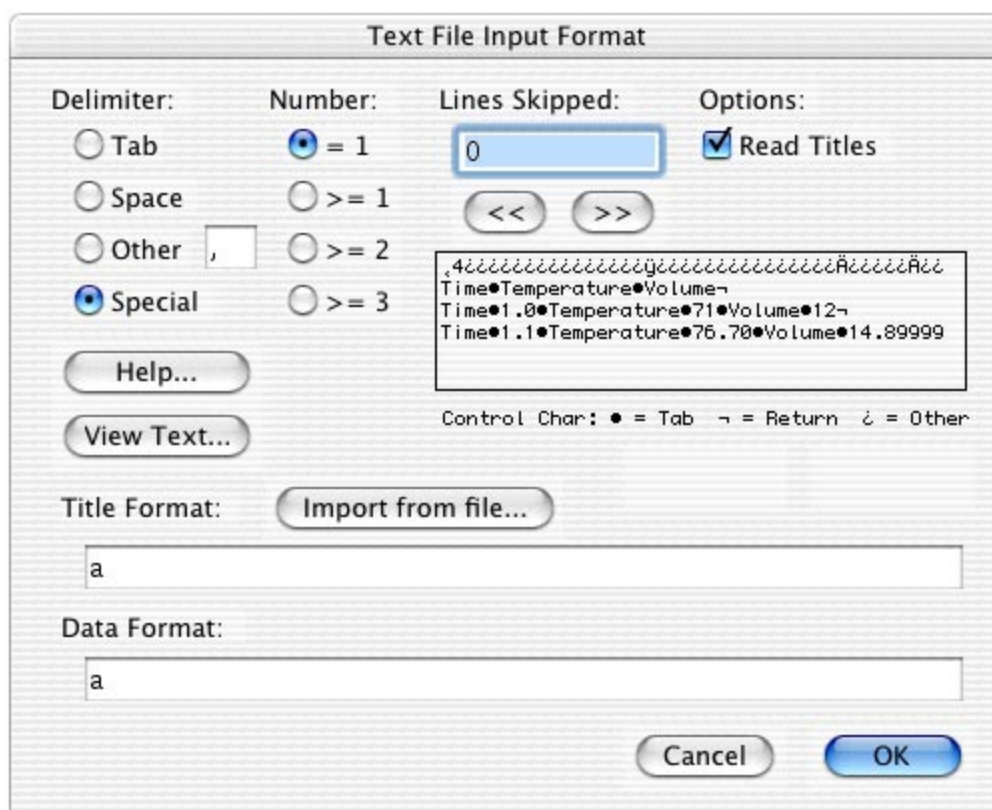 Text File Input Format
Delimiter: Number: Lines Skipped: Options:
Tab = 1 0 Read Titles
Space >= 1 << >>
Other , >= 2
Special >= 3
˛4¿¿¿¿¿¿¿¿¿¿¿¿¿¿¿ÿ¿¿¿¿¿¿¿¿¿¿¿¿¿¿¿Ä¿¿¿¿¿Ä¿¿
Time●Temperature●Volume¬
Time●1.0●Temperature●71●Volume●12¬
Time●1.1●Temperature●76.70●Volume●14.89999
Help...
Control Char: ● = Tab ¬ = Return ¿ = Other
View Text...
Title Format: Import from file...
a
Data Format:
a
Cancel OK